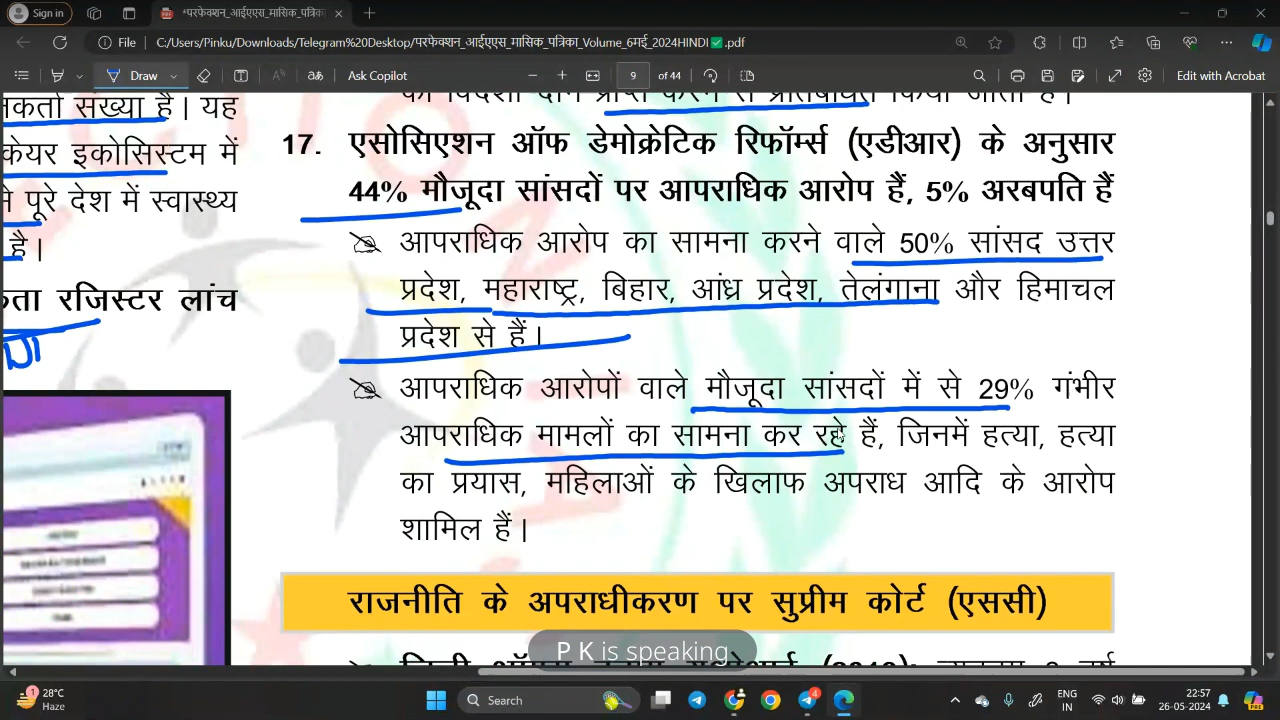 Sign in
*परफेक्शन_आईएएस_मासिक_पत्रिका
File C:/Users/Pinku/Downloads/Telegram%20Desktop/परफेक्शन_आईएएस_मासिक_पत्रिका_Volume_6मई_2024HINDI✅.pdf
Draw
Ask Copilot
9 of 44
Edit with Acrobat
संख्या है। यह
केयर इकोसिस्टम में
पूरे देश में स्वास्थ्य
है।
रजिस्टर लांच
17. एसोसिएशन ऑफ डेमोक्रेटिक रिफॉर्म्स (एडीआर) के अनुसार
44% मौजूदा सांसदों पर आपराधिक आरोप हैं, 5% अरबपति हैं
आपराधिक आरोप का सामना करने वाले 50% सांसद उत्तर
प्रदेश, महाराष्ट्र, बिहार, आंध्र प्रदेश, तेलंगाना और हिमाचल
प्रदेश से हैं।
आपराधिक आरोपों वाले मौजूदा सांसदों में से 29% गंभीर
आपराधिक मामलों का सामना कर रहे हैं, जिनमें हत्या, हत्या
का प्रयास, महिलाओं के खिलाफ अपराध आदि के आरोप
शामिल हैं।
राजनीति के अपराधीकरण पर सुप्रीम कोर्ट (एससी)
P K is speaking
28°C
Haze
Search
ENG
IN
22:57
26-05-2024